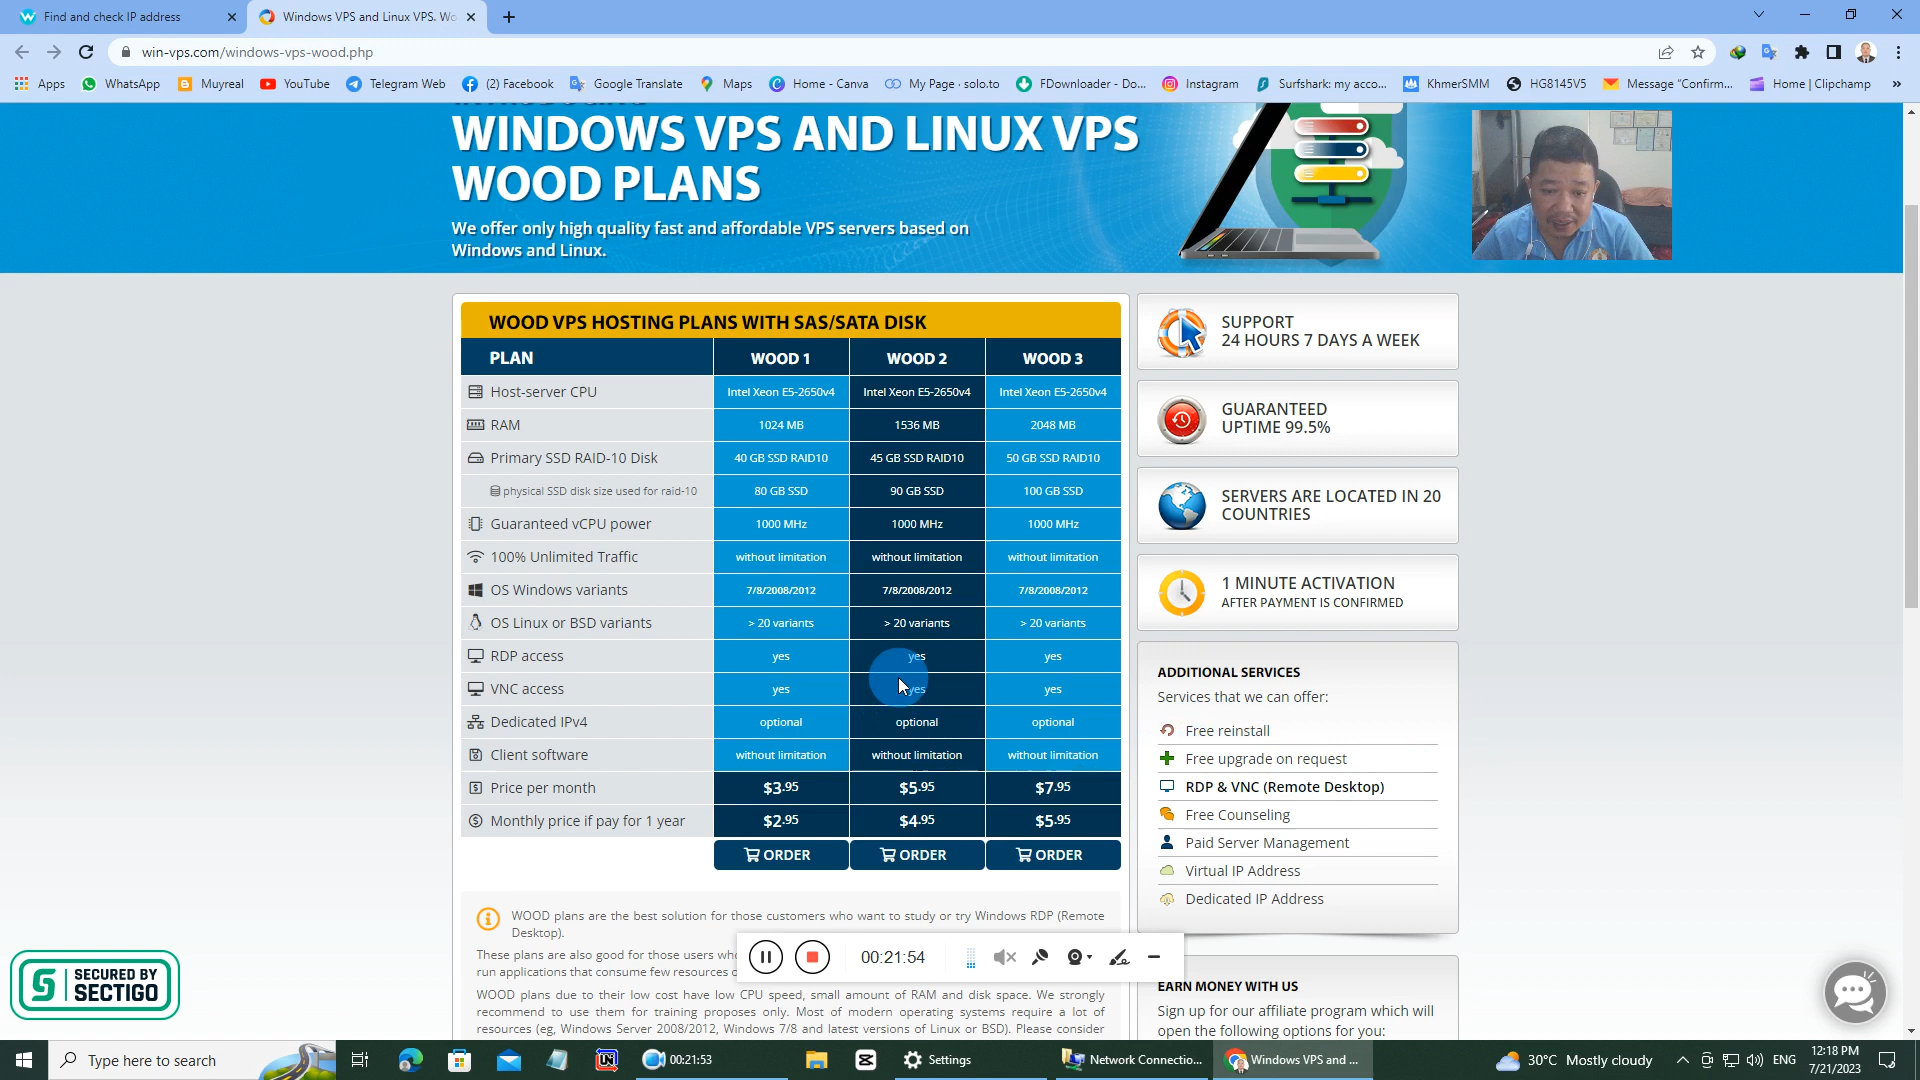 Find and check IP address
Windows VPS and Linux VPS. Wo
win-vps.com/windows-vps-wood.php
Apps
WhatsApp
Muyreal
YouTube
Telegram Web
(2) Facebook
Google Translate
Maps
Home - Canva
My Page · solo.to
FDownloader - Do...
Instagram
Surfshark: my acco...
KhmerSMM
HG8145V5
Message "Confirm...
Home | Clipchamp
»
WINDOWS VPS AND LINUX VPS
WOOD PLANS
We offer only high quality fast and affordable VPS servers based on
Windows and Linux.
WOOD VPS HOSTING PLANS WITH SAS/SATA DISK
PLAN WOOD 1 WOOD 2 WOOD 3
Host-server CPU Intel Xeon E5-2650v4 Intel Xeon E5-2650v4 Intel Xeon E5-2650v4
RAM 1024 MB 1536 MB 2048 MB
Primary SSD RAID-10 Disk 40 GB SSD RAID10 45 GB SSD RAID10 50 GB SSD RAID10
physical SSD disk size used for raid-10 80 GB SSD 90 GB SSD 100 GB SSD
Guaranteed vCPU power 1000 MHz 1000 MHz 1000 MHz
100% Unlimited Traffic without limitation without limitation without limitation
OS Windows variants 7/8/2008/2012 7/8/2008/2012 7/8/2008/2012
OS Linux or BSD variants > 20 variants > 20 variants > 20 variants
RDP access yes yes yes
VNC access yes yes yes
Dedicated IPv4 optional optional optional
Client software without limitation without limitation without limitation
Price per month $3.95 $5.95 $7.95
Monthly price if pay for 1 year $2.95 $4.95 $5.95
ORDER ORDER ORDER
WOOD plans are the best solution for those customers who want to study or try Windows RDP (Remote
Desktop).
These plans are also good for those users who
run applications that consume few resources
WOOD plans due to their low cost have low CPU speed, small amount of RAM and disk space. We strongly
recommend to use them for training proposes only. Most of modern operating systems require a lot of
resources (eg, Windows Server 2008/2012, Windows 7/8 and latest versions of Linux or BSD). Please consider
SUPPORT
24 HOURS 7 DAYS A WEEK
GUARANTEED
UPTIME 99.5%
SERVERS ARE LOCATED IN 20
COUNTRIES
1 MINUTE ACTIVATION
AFTER PAYMENT IS CONFIRMED
ADDITIONAL SERVICES
Services that we can offer:
Free reinstall
Free upgrade on request
RDP & VNC (Remote Desktop)
Free Counseling
Paid Server Management
Virtual IP Address
Dedicated IP Address
EARN MONEY WITH US
Sign up for our affiliate program which will
open the following options for you:
S SECURED BY
SECTIGO
00:21:54
Type here to search
00:21:53
Settings
Network Connectio...
Windows VPS and ...
30°C Mostly cloudy
ENG
12:18 PM
7/21/2023